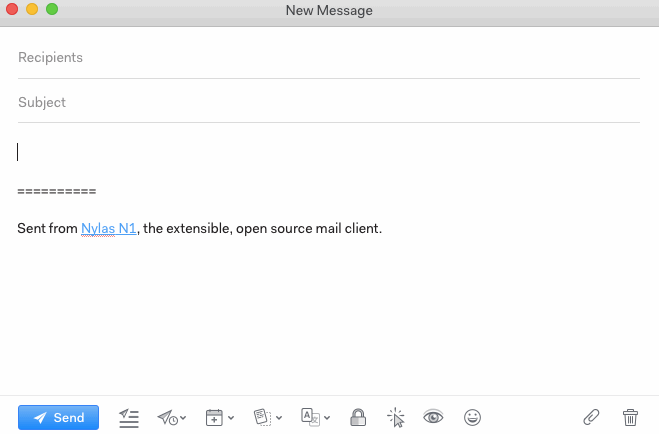 New Message
Recipients
Subject
==========
Sent from Nylas N1, the extensible, open source mail client.
Send